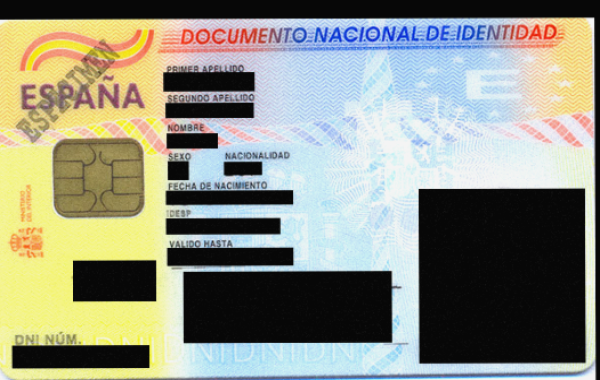 DOCUMENTO NACIONAL DE IDENTIDAD
ESPAÑA
ESPECIMEN
PRIMER APELLIDO
SEGUNDO APELLIDO
NOMBRE
SEXO NACIONALIDAD
FECHA DE NACIMIENTO
IDESP
VALIDO HASTA
MINISTERIO
DEL INTERIOR
E
DNI NÚM.
DNIDNIDNIDNI